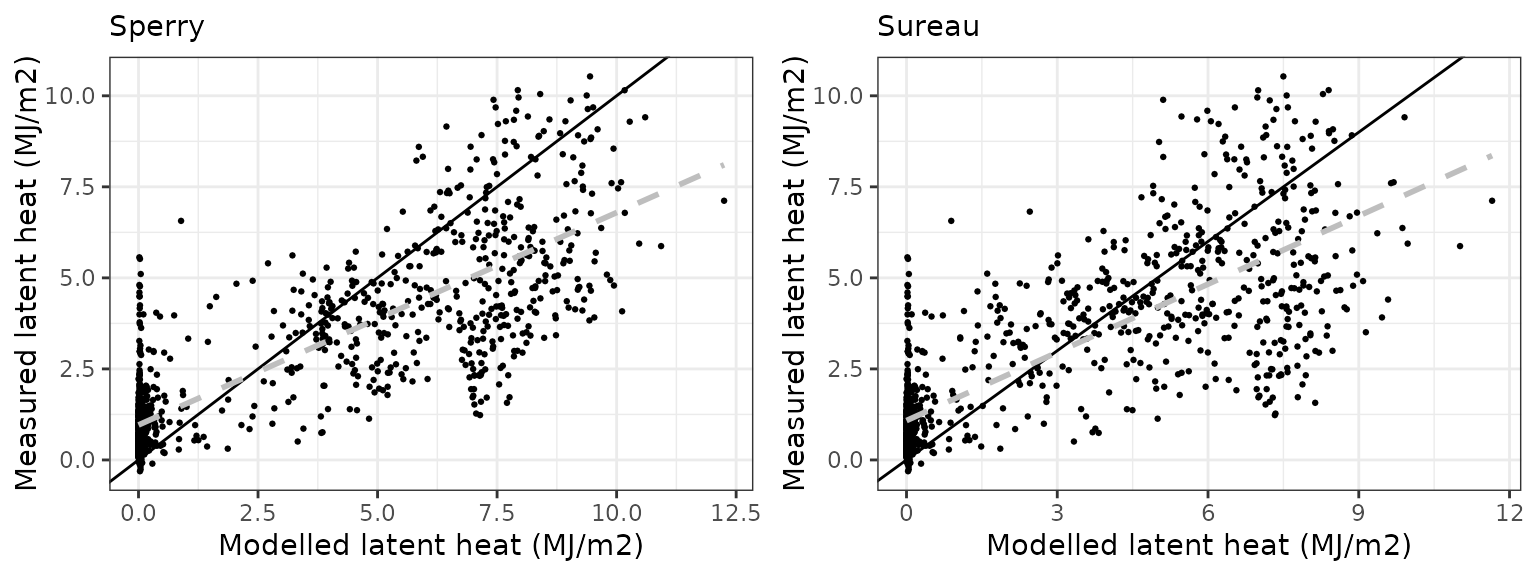 Sperry
Measured latent heat (MJ/m2)
10.0
7.5
5.0
2.5
0.0
0.0 2.5 5.0 7.5 10.0 12.5
Modelled latent heat (MJ/m2)
Sureau
Measured latent heat (MJ/m2)
10.0
7.5
5.0
2.5
0.0
0 3 6 9 12
Modelled latent heat (MJ/m2)